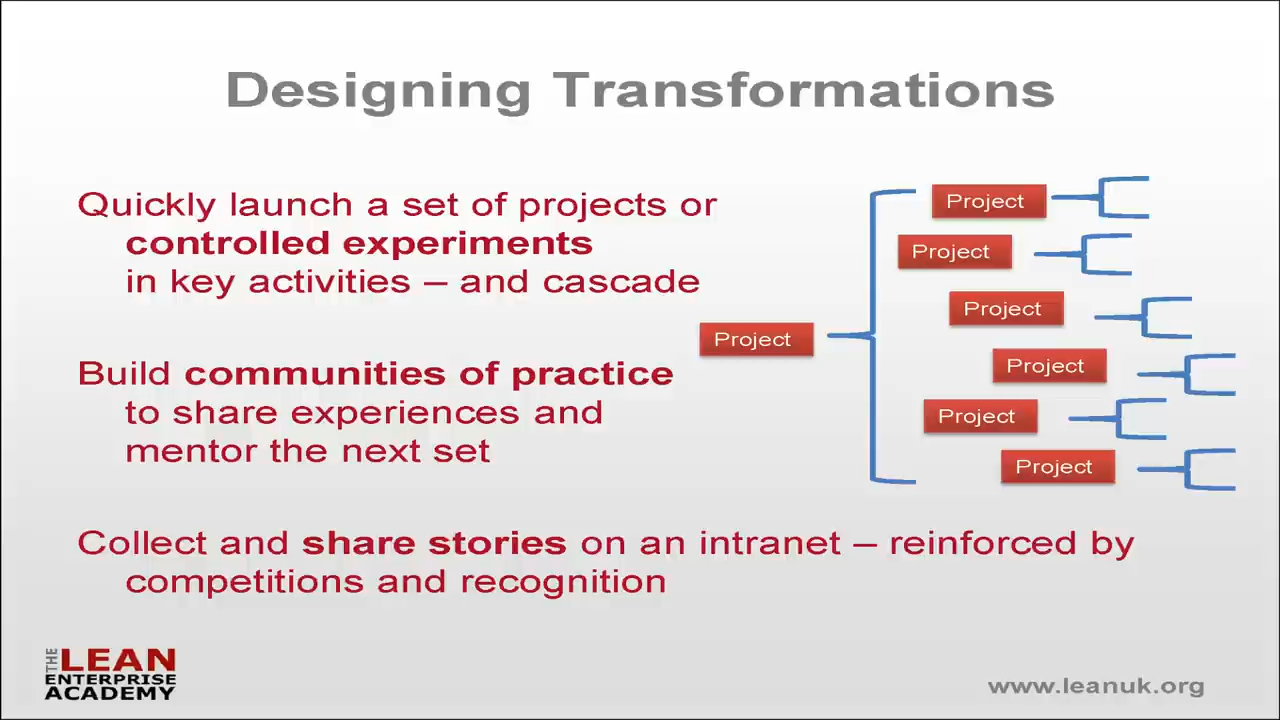 Designing Transformations
Quickly launch a set of projects or
controlled experiments
in key activities – and cascade
Build communities of practice
to share experiences and
mentor the next set
Collect and share stories on an intranet – reinforced by
competitions and recognition
Project
Project
Project
Project
Project
Project
Project
THE LEAN
ENTERPRISE
ACADEMY
www.leanuk.org